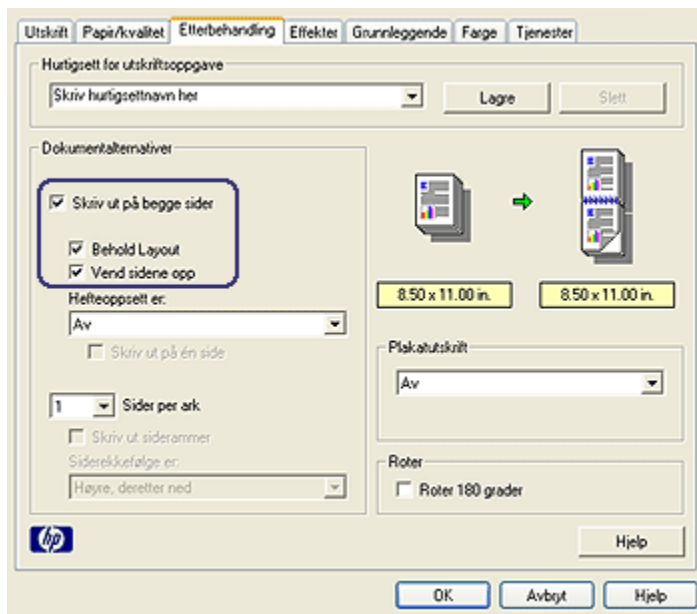 Utskrift Papir/kvalitet Etterbehandling Effekter Grunnleggende Farge Tjenester
Hurtigsett for utskriftsoppgave
Skriv hurtigsettnavn her
Lagre
Slett
Dokumentalternativer
Skriv ut på begge sider
Behold Layout
Vend sidene opp
Hefteoppsett er:
Av
Skriv ut på én side
1 Sider per ark
Skriv ut siderammer
Siderekkefølge er:
Høyre, deretter ned
8.50 x 11.00 in.
8.50 x 11.00 in.
Plakatutskrift
Av
Roter
Roter 180 grader
hp
Hjelp
OK Avbryt Hjelp